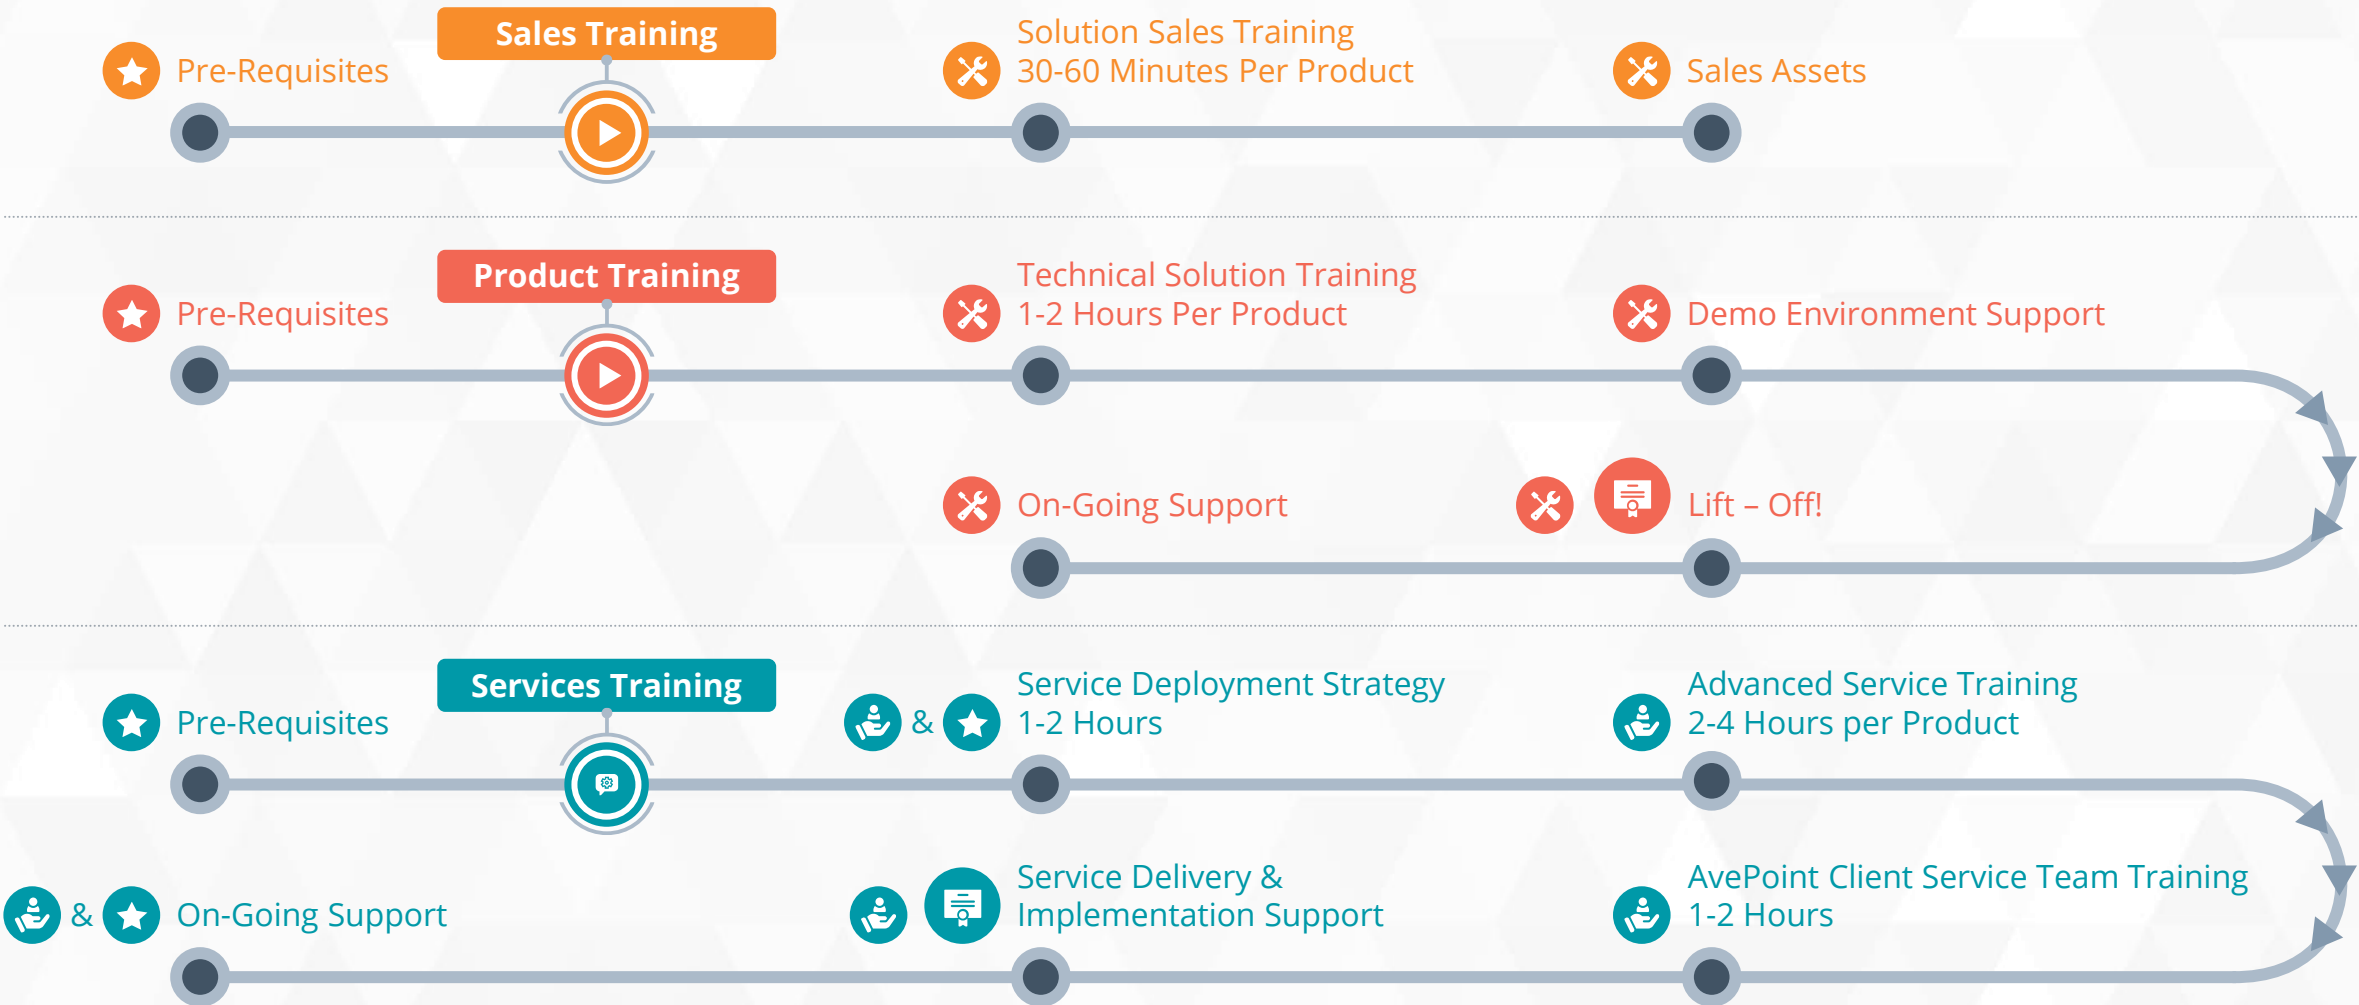 Sales Training
Pre-Requisites
Solution Sales Training
30-60 Minutes Per Product
Sales Assets
Product Training
Pre-Requisites
Technical Solution Training
1-2 Hours Per Product
Demo Environment Support
On-Going Support
Lift – Off!
Services Training
Pre-Requisites
&
Service Deployment Strategy
1-2 Hours
Advanced Service Training
2-4 Hours per Product
&
On-Going Support
Service Delivery &
Implementation Support
AvePoint Client Service Team Training
1-2 Hours